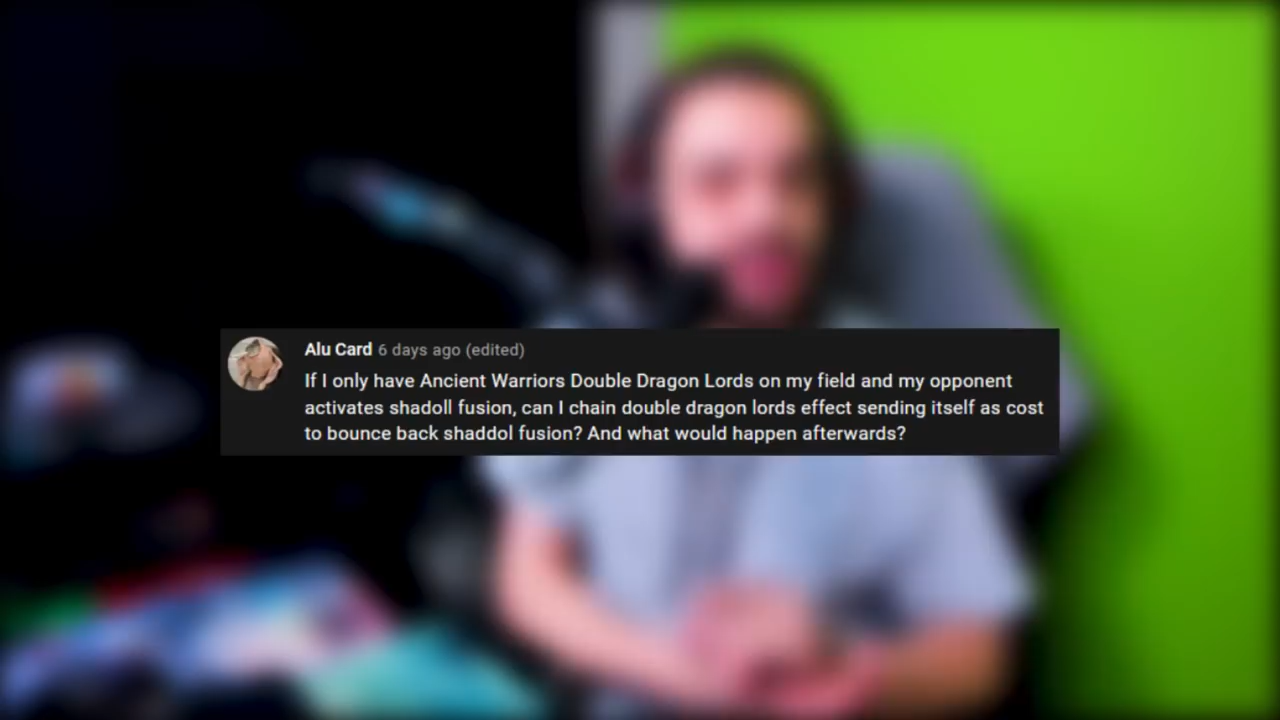 Alu Card 6 days ago (edited)
If I only have Ancient Warriors Double Dragon Lords on my field and my opponent
activates shadoll fusion, can I chain double dragon lords effect sending itself as cost
to bounce back shaddol fusion? And what would happen afterwards?